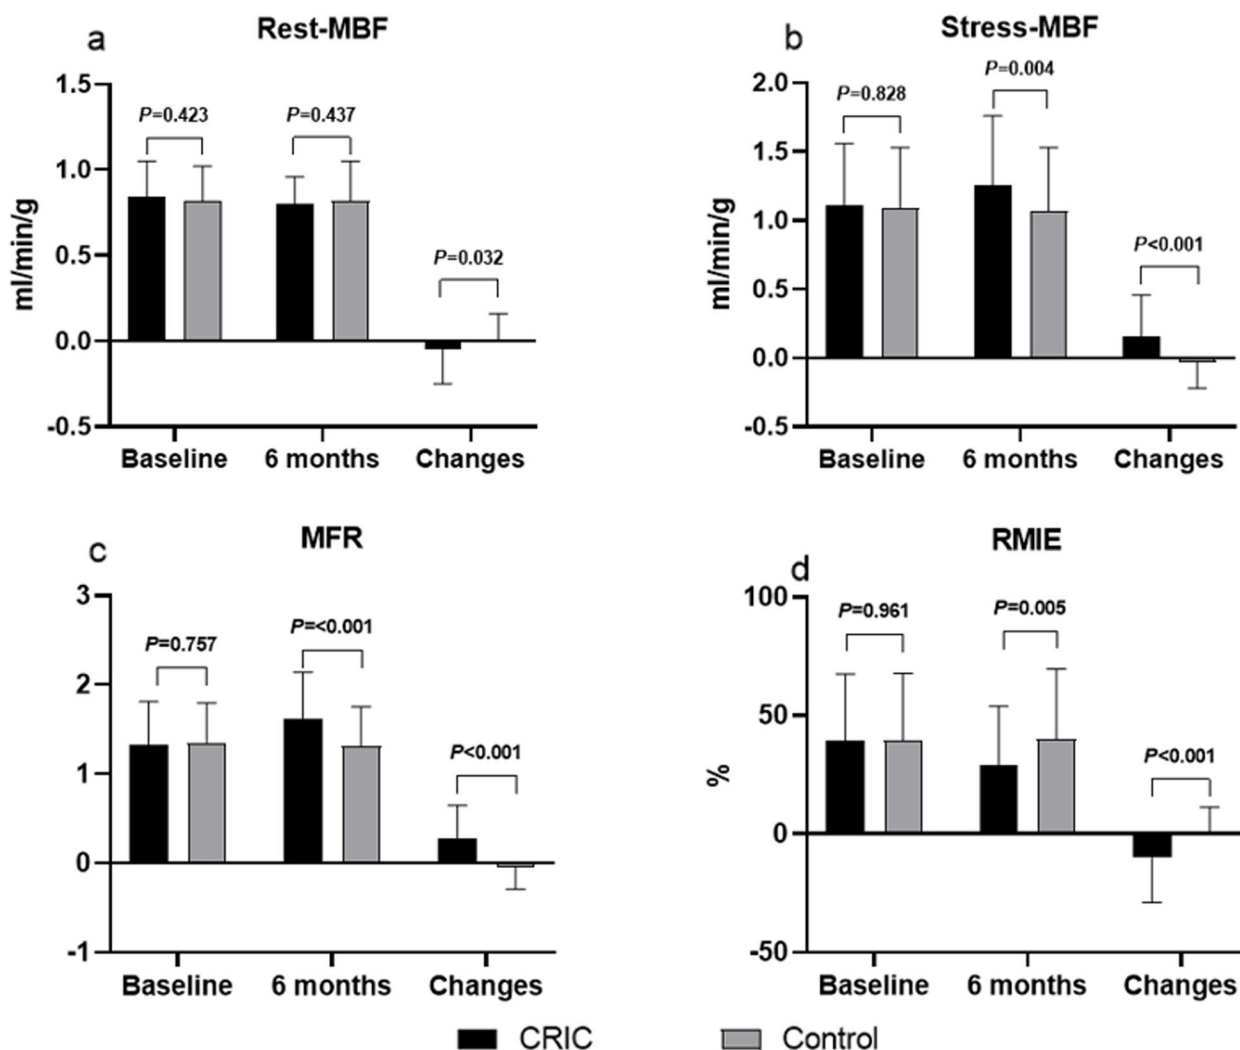 a
Rest-MBF
ml/min/g
1.5
1.0
0.5
0.0
-0.5
P=0.423
P=0.437
P=0.032
Baseline
6 months
Changes
b
Stress-MBF
ml/min/g
2.0
1.5
1.0
0.5
0.0
-0.5
P=0.828
P=0.004
P<0.001
Baseline
6 months
Changes
c
MFR
3
2
1
0
-1
P=0.757
P=<0.001
P<0.001
Baseline
6 months
Changes
d
RMIE
%
100
50
0
-50
P=0.961
P=0.005
P<0.001
Baseline
6 months
Changes
CRIC
Control